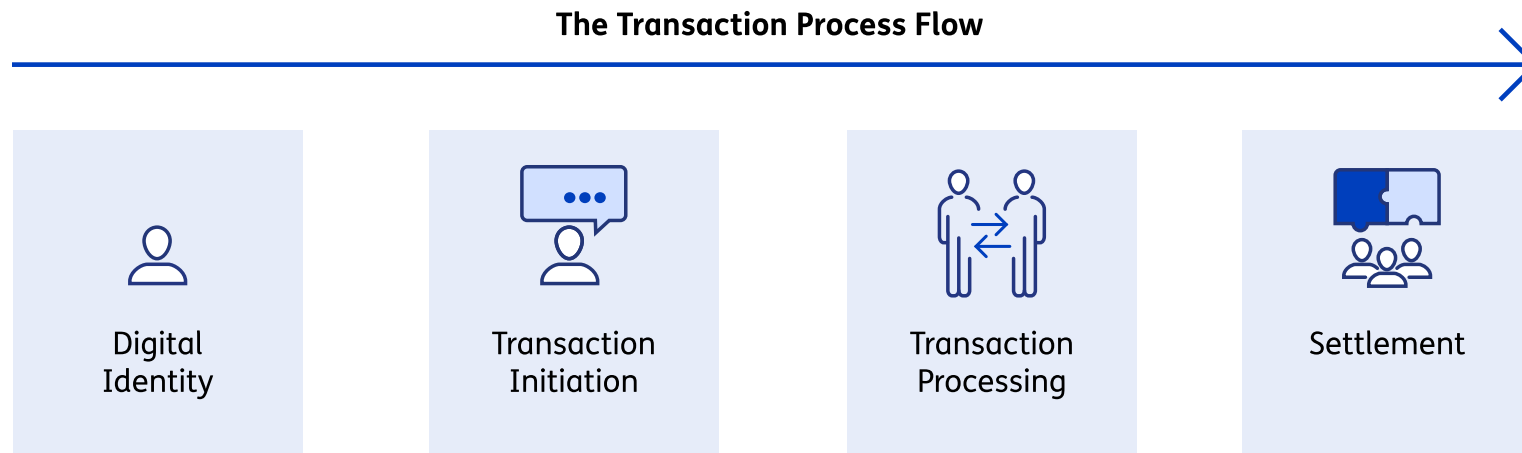 The Transaction Process Flow
Digital
Identity
Transaction
Initiation
Transaction
Processing
Settlement